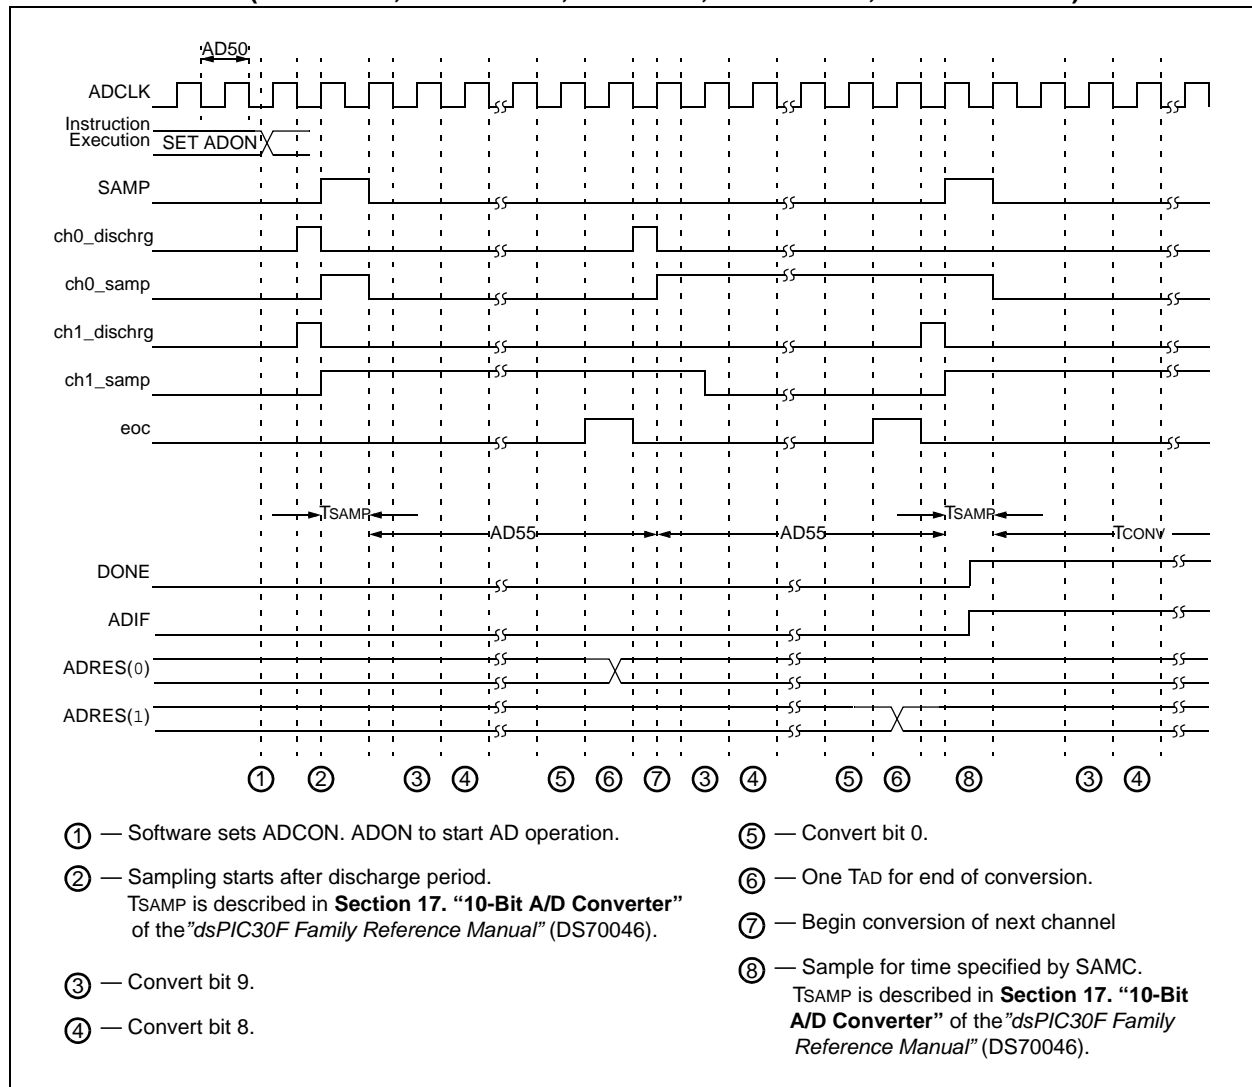 AD50
ADCLK
Instruction
Execution
SET ADON
SAMP
ch0_dischrg
ch0_samp
ch1_dischrg
ch1_samp
eoc
TSAMP
TSAMP
AD55
AD55
TCONV
DONE
ADIF
ADRES(0)
ADRES(1)
1 2 3 4 5 6 7 3 4 5 6 8 3 4
1 — Software sets ADCON. ADON to start AD operation.
2 — Sampling starts after discharge period.
TSAMP is described in Section 17. “10-Bit A/D Converter”
of the ”dsPIC30F Family Reference Manual” (DS70046).
3 — Convert bit 9.
4 — Convert bit 8.
5 — Convert bit 0.
6 — One TAD for end of conversion.
7 — Begin conversion of next channel
8 — Sample for time specified by SAMC.
TSAMP is described in Section 17. “10-Bit
A/D Converter” of the ”dsPIC30F Family
Reference Manual” (DS70046).